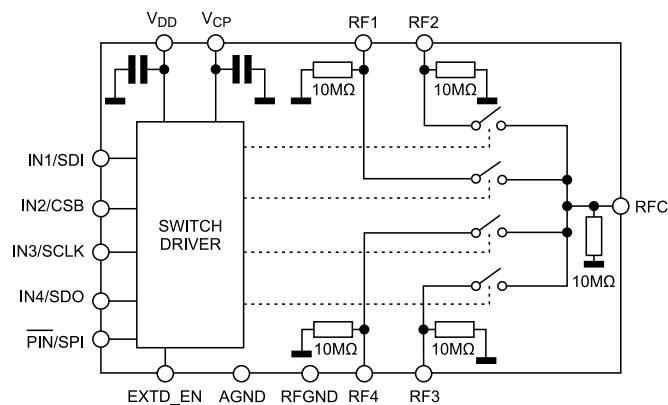 VDD
VCP
RF1
RF2
10MΩ
10MΩ
IN1/SDI
IN2/CSB
SWITCH
DRIVER
RFC
IN3/SCLK
10MΩ
IN4/SDO
PIN/SPI
10MΩ
10MΩ
EXTD_EN
AGND
RFGND
RF4
RF3